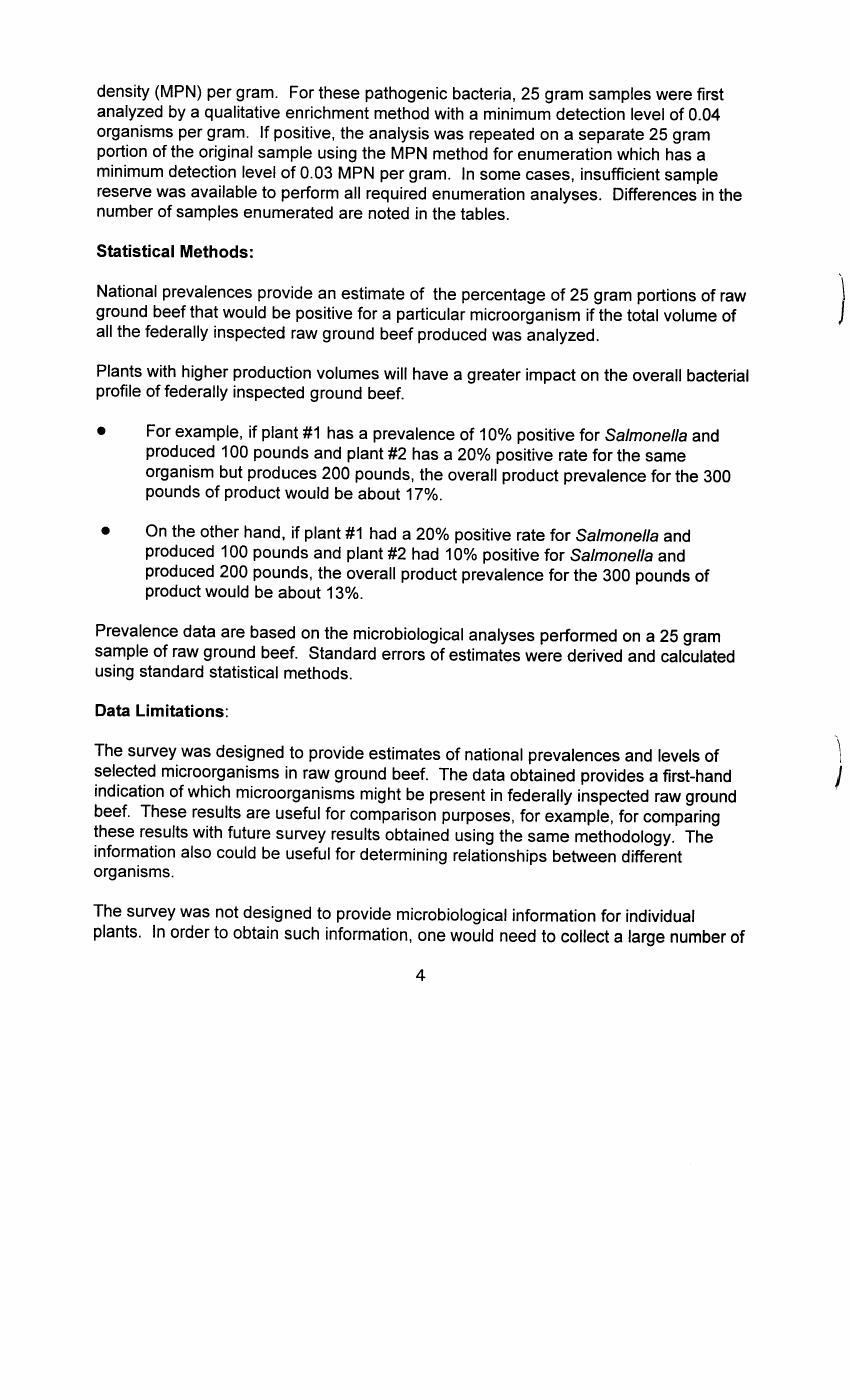 density (MPN) per gram.  For these pathogenic bacteria, 25 gram samples were first
analyzed by a qualitative enrichment method with a minimum detection level of 0.04
organisms per gram.  If positive, the analysis was repeated on a separate 25 gram
portion of the original sample using the MPN method for enumeration which has a
minimum detection level of 0.03 MPN per gram.  In some cases, insufficient sample
reserve was available to perform all required enumeration analyses.  Differences in the
number of samples enumerated are noted in the tables.
Statistical Methods:
National prevalences provide an estimate of  the percentage of 25 gram portions of raw
ground beef that would be positive for a particular microorganism if the total volume of
all the federally inspected raw ground beef produced was analyzed.
Plants with higher production volumes will have a greater impact on the overall bacterial
profile of federally inspected ground beef.
● For example, if plant #1 has a prevalence of 10% positive for Salmonella and
produced 100 pounds and plant #2 has a 20% positive rate for the same
organism but produces 200 pounds, the overall product prevalence for the 300
pounds of product would be about 17%.
● On the other hand, if plant #1 had a 20% positive rate for Salmonella and
produced 100 pounds and plant #2 had 10% positive for Salmonella and
produced 200 pounds, the overall product prevalence for the 300 pounds of
product would be about 13%.
Prevalence data are based on the microbiological analyses performed on a 25 gram
sample of raw ground beef.  Standard errors of estimates were derived and calculated
using standard statistical methods.
Data Limitations:
The survey was designed to provide estimates of national prevalences and levels of
selected microorganisms in raw ground beef.  The data obtained provides a first-hand
indication of which microorganisms might be present in federally inspected raw ground
beef.  These results are useful for comparison purposes, for example, for comparing
these results with future survey results obtained using the same methodology.  The
information also could be useful for determining relationships between different
organisms.
The survey was not designed to provide microbiological information for individual
plants.  In order to obtain such information, one would need to collect a large number of
4